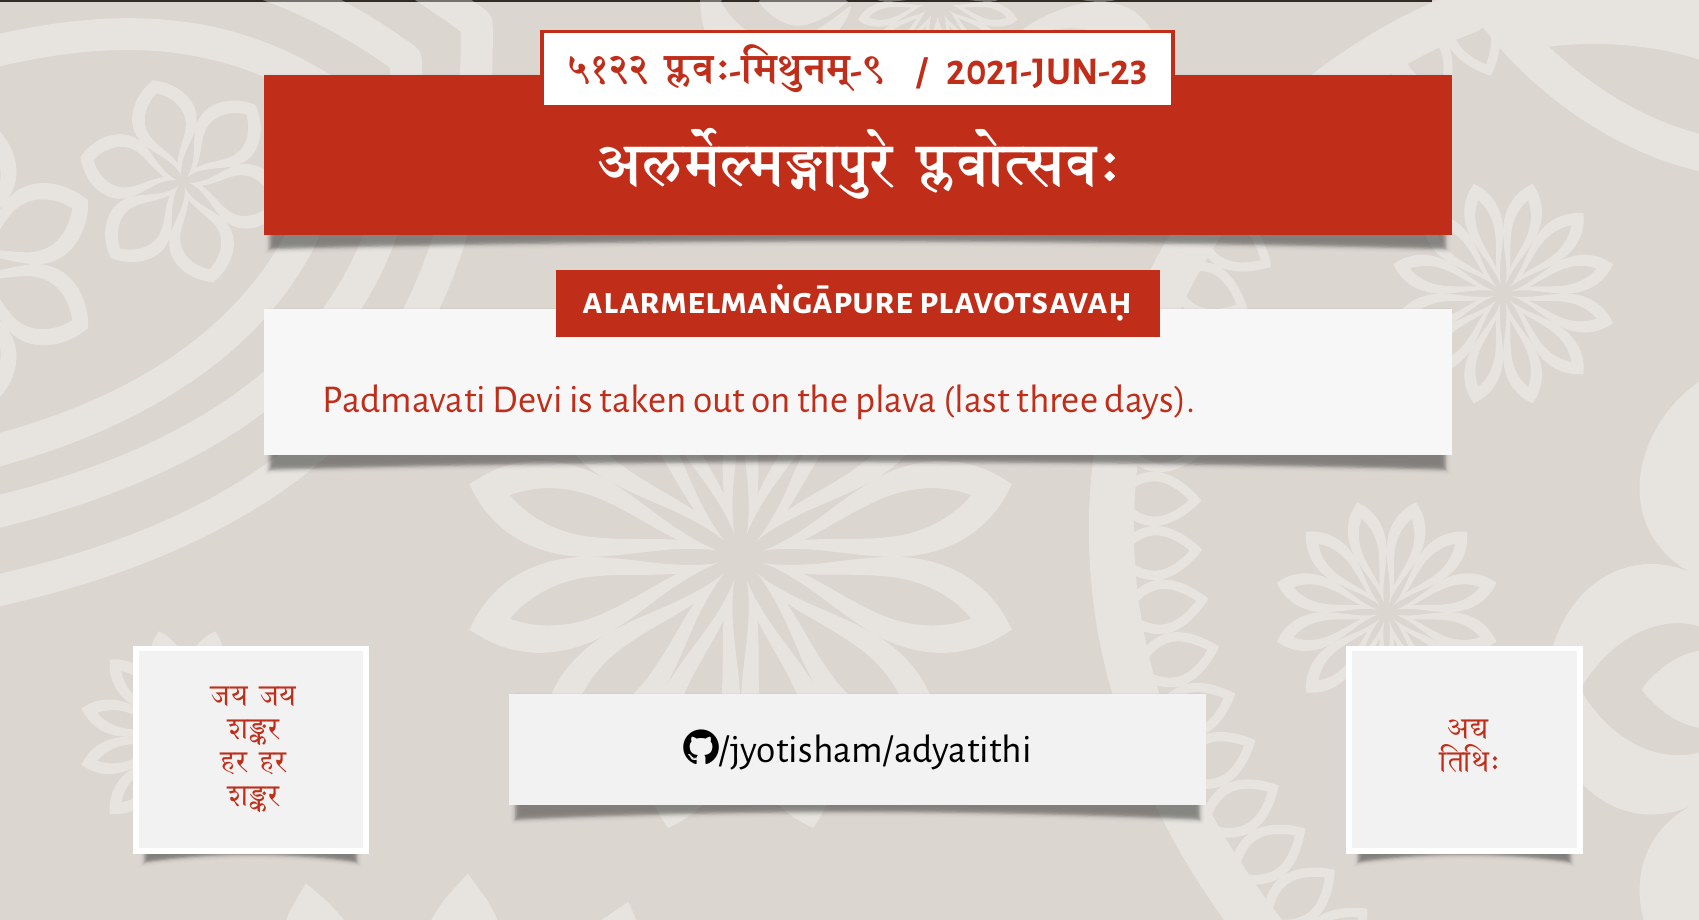 ५१२२ प्लवः-मिथुनम्-९ / 2021-JUN-23
अलर्मेल्मङ्गापुरे प्लवोत्सवः
ALARMELMAṄGĀPURE PLAVOTSAVAḤ
Padmavati Devi is taken out on the plava (last three days).
जय जय
शङ्कर
हर हर
शङ्कर
/jyotisham/adyatithi
अद्य
तिथिः